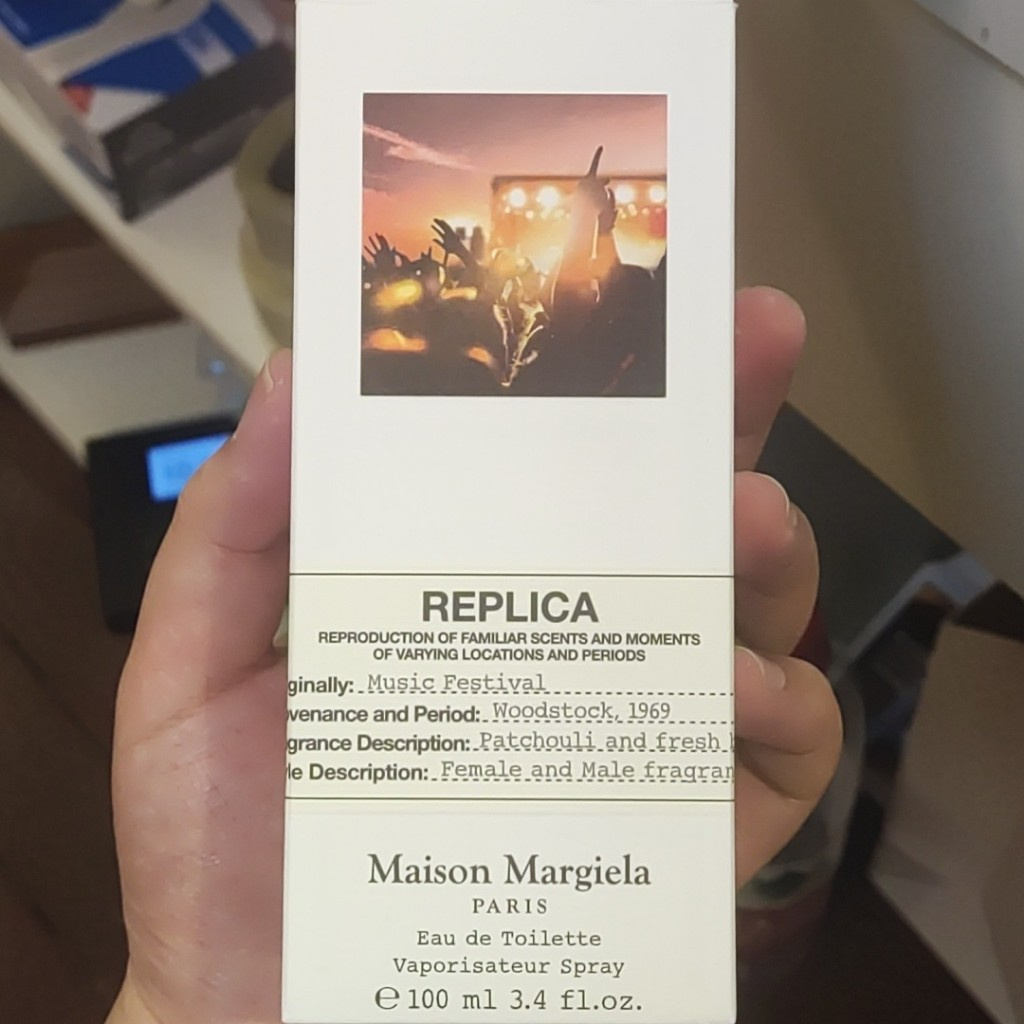 REPLICA
REPRODUCTION OF FAMILIAR SCENTS AND MOMENTS
OF VARYING LOCATIONS AND PERIODS
ginally: Music Festival
venance and Period: Woodstock, 1969
grance Description: Patchouli and fresh
le Description: Female and Male fragran
Maison Margiela
PARIS
Eau de Toilette
Vaporisateur Spray
℮ 100 ml 3.4 fl.oz.